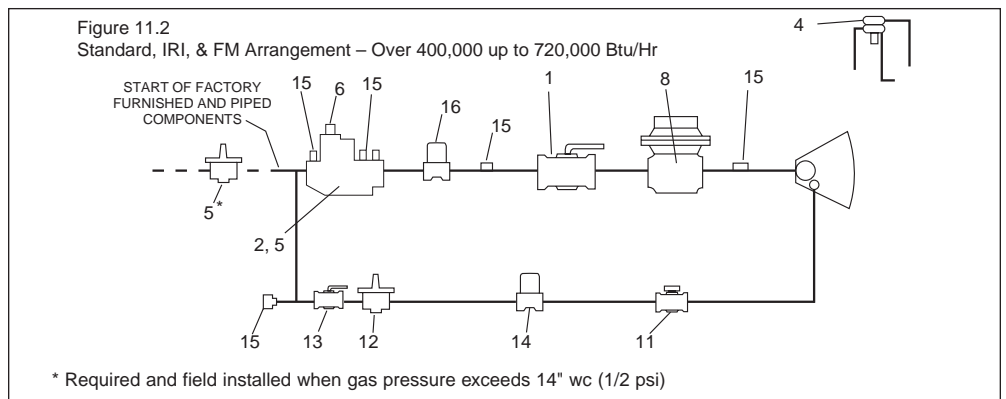 Figure 11.2
Standard, IRI, & FM Arrangement – Over 400,000 up to 720,000 Btu/Hr
4
START OF FACTORY
FURNISHED AND PIPED
COMPONENTS
15
6
15
16
15
1
8
15
5*
2, 5
15
13
12
14
11
* Required and field installed when gas pressure exceeds 14" wc (1/2 psi)